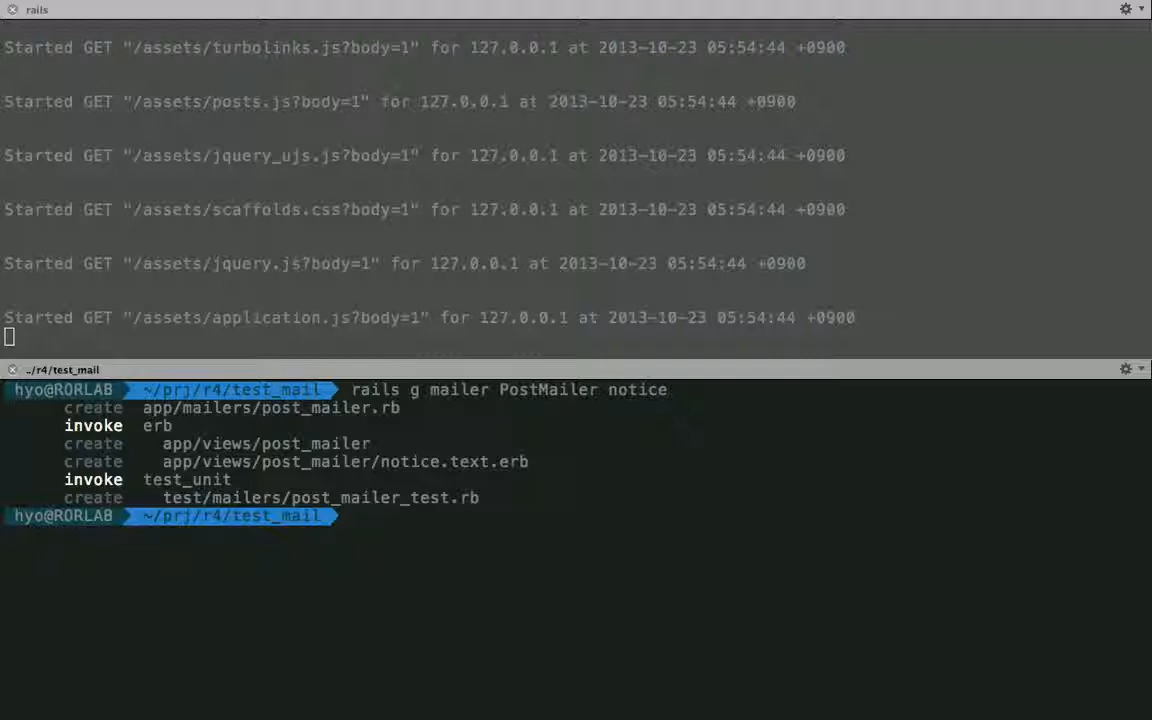 rails
Started GET "/assets/turbolinks.js?body=1" for 127.0.0.1 at 2013-10-23 05:54:44 +0900
Started GET "/assets/posts.js?body=1" for 127.0.0.1 at 2013-10-23 05:54:44 +0900
Started GET "/assets/jquery_ujs.js?body=1" for 127.0.0.1 at 2013-10-23 05:54:44 +0900
Started GET "/assets/scaffolds.css?body=1" for 127.0.0.1 at 2013-10-23 05:54:44 +0900
Started GET "/assets/jquery.js?body=1" for 127.0.0.1 at 2013-10-23 05:54:44 +0900
Started GET "/assets/application.js?body=1" for 127.0.0.1 at 2013-10-23 05:54:44 +0900
../r4/test_mail
hyo@RORLAB ~/prj/r4/test_mail rails g mailer PostMailer notice
create app/mailers/post_mailer.rb
invoke erb
create app/views/post_mailer
create app/views/post_mailer/notice.text.erb
invoke test_unit
create test/mailers/post_mailer_test.rb
hyo@RORLAB ~/prj/r4/test_mail